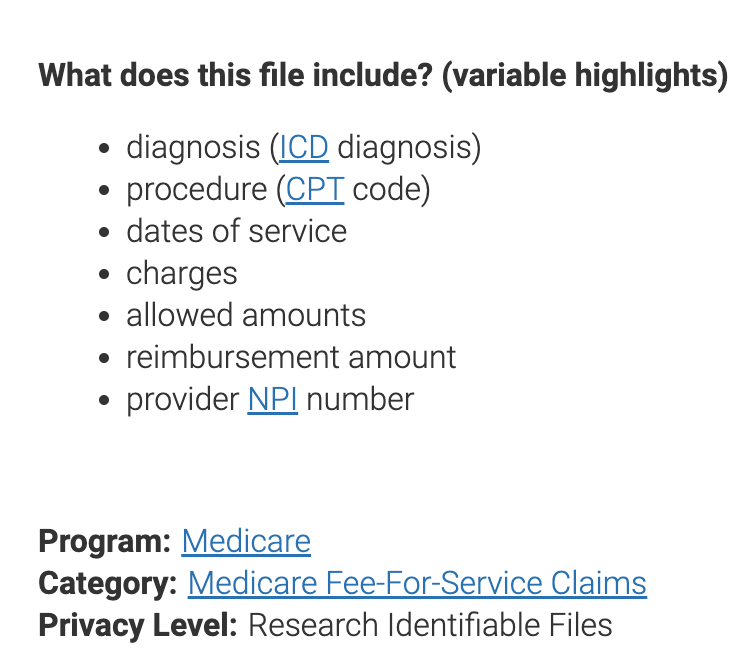 What does this file include? (variable highlights)
• diagnosis (ICD diagnosis)
• procedure (CPT code)
• dates of service
• charges
• allowed amounts
• reimbursement amount
• provider NPI number
Program: Medicare
Category: Medicare Fee-For-Service Claims
Privacy Level: Research Identifiable Files